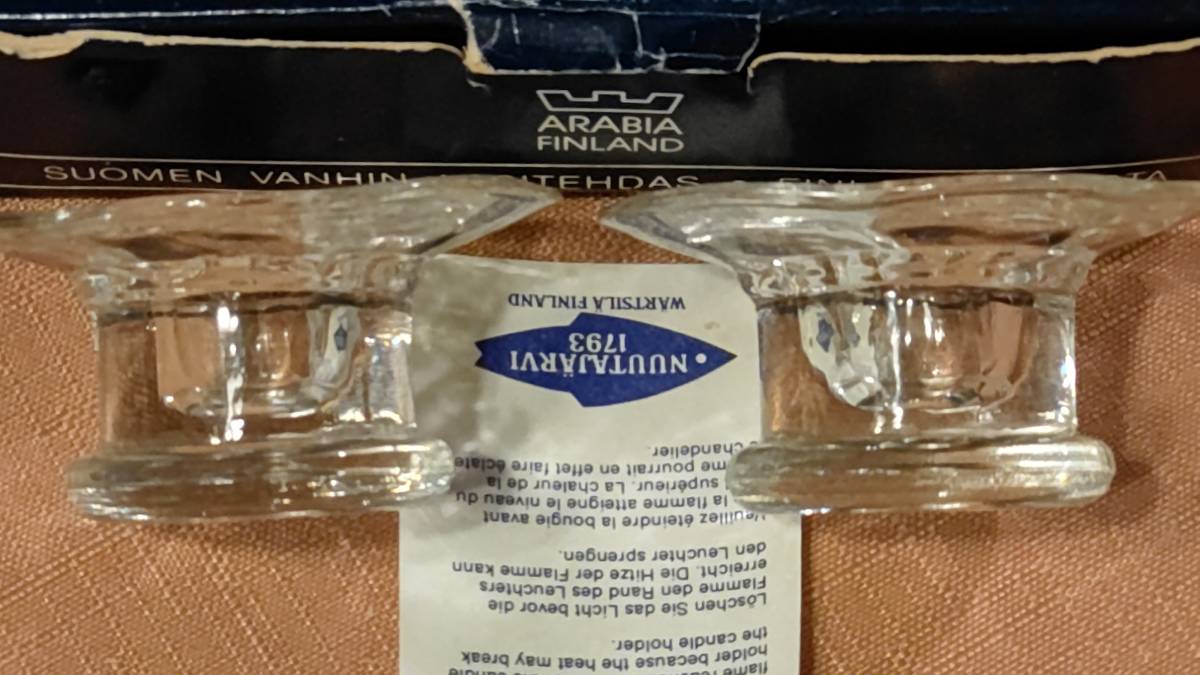 ARABIA
FINLAND
SUOMEN VANHIN
holder because the heat may break
the candle holder.
Löschen Sie das Licht bevor die
Flamme den Rand des Leuchters
erreicht. Die Hitze der Flamme kann
den Leuchter sprengen.
Veuillez éteindre la bougie avant
la flamme atteigne le niveau du
supérieur. La chaleur de la
pourrait en effet faire éclate
chandelier.
NUUTAJÄRVI
1793
WÄRTSILÄ FINLAND